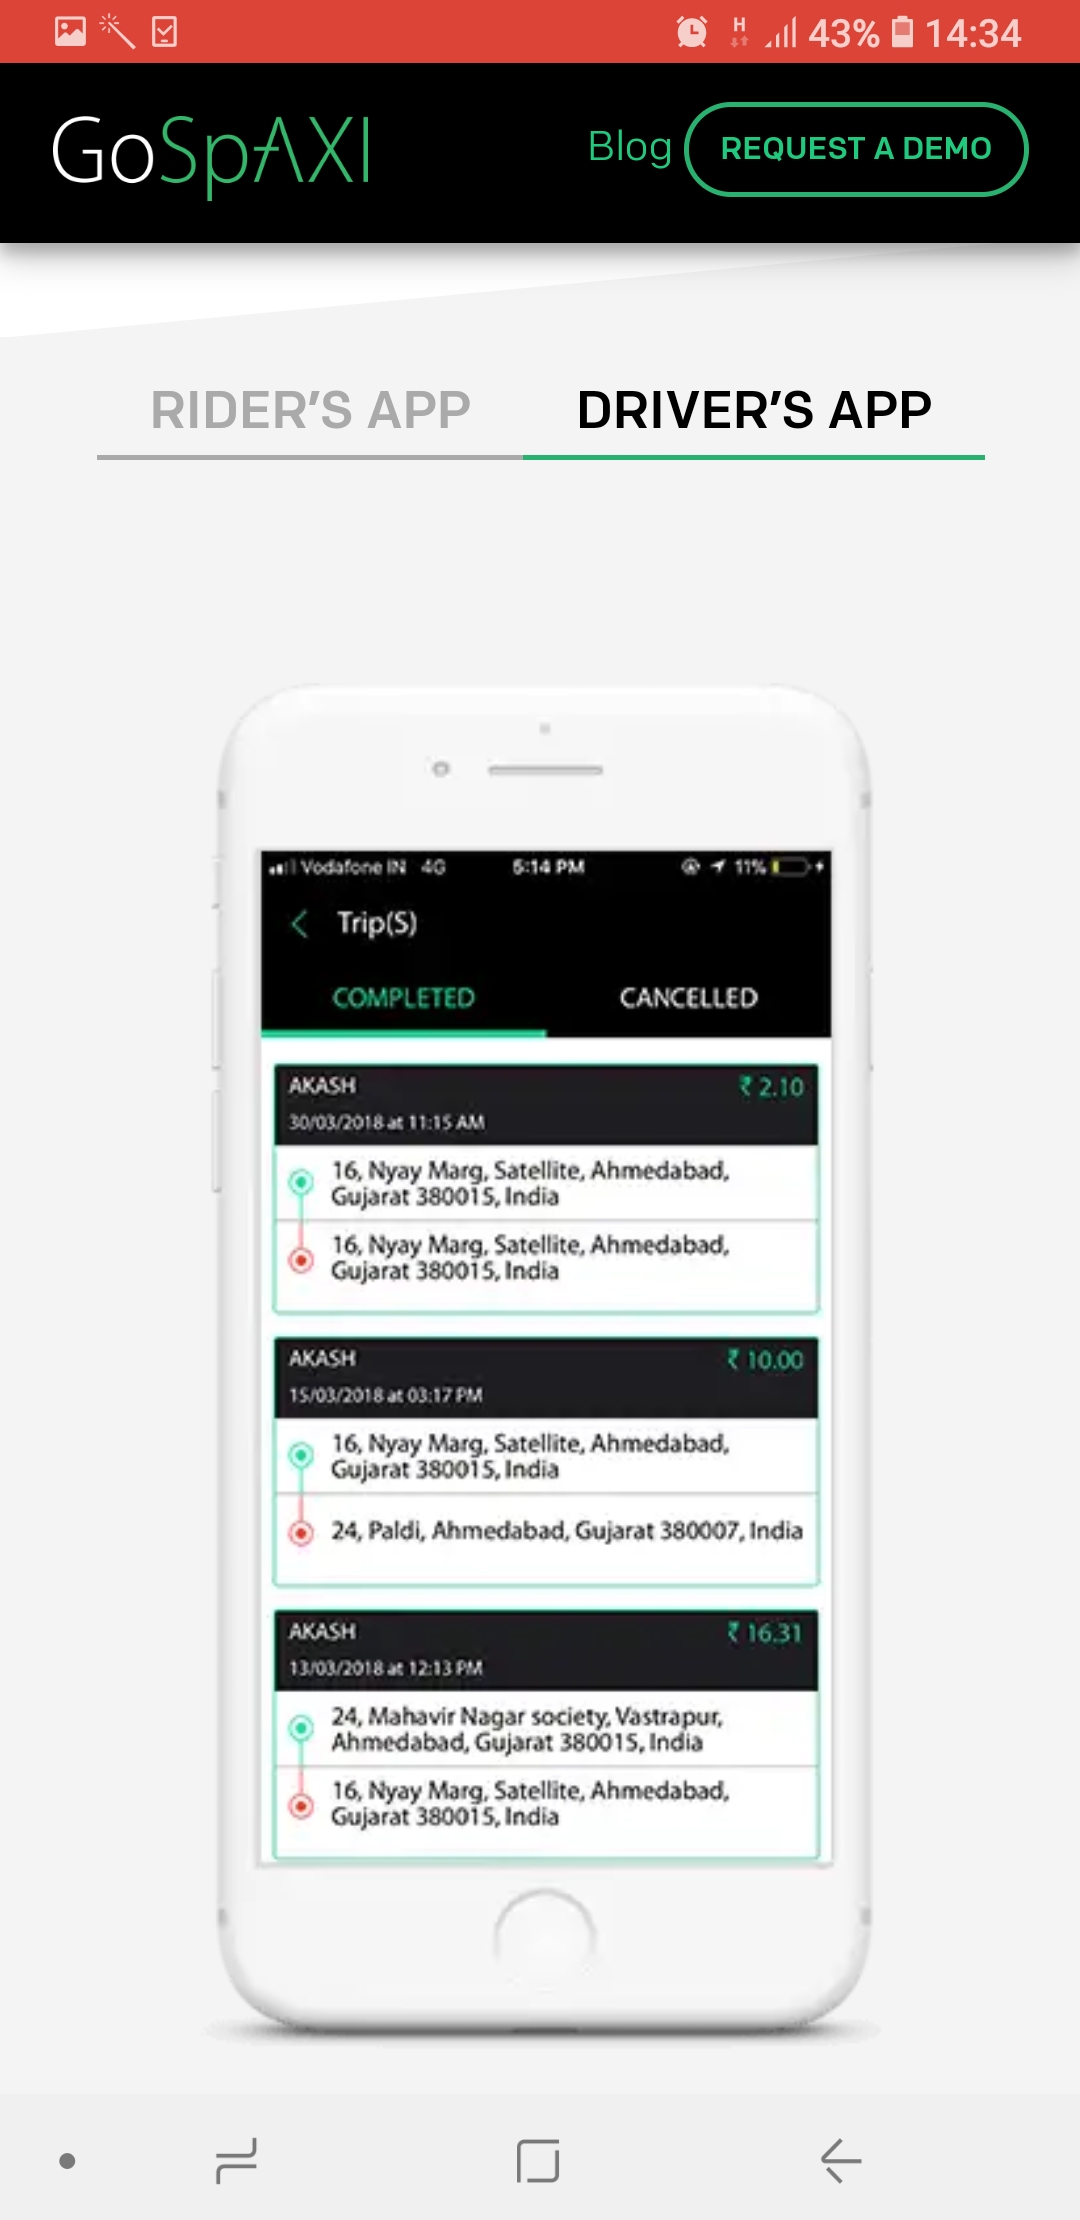 H 43% 14:34
GoSpAXI Blog REQUEST A DEMO
RIDER'S APP DRIVER'S APP
Vodafone IN 4G 5:14 PM 11%
Trip(S)
COMPLETED CANCELLED
AKASH ₹ 2.10
30/03/2018 at 11:15 AM
16, Nyay Marg, Satellite, Ahmedabad,
Gujarat 380015, India
16, Nyay Marg, Satellite, Ahmedabad,
Gujarat 380015, India
AKASH ₹ 10.00
15/03/2018 at 03:17 PM
16, Nyay Marg, Satellite, Ahmedabad,
Gujarat 380015, India
24, Paldi, Ahmedabad, Gujarat 380007, India
AKASH ₹ 16.31
13/03/2018 at 12:13 PM
24, Mahavir Nagar society, Vastrapur,
Ahmedabad, Gujarat 380015, India
16, Nyay Marg, Satellite, Ahmedabad,
Gujarat 380015, India